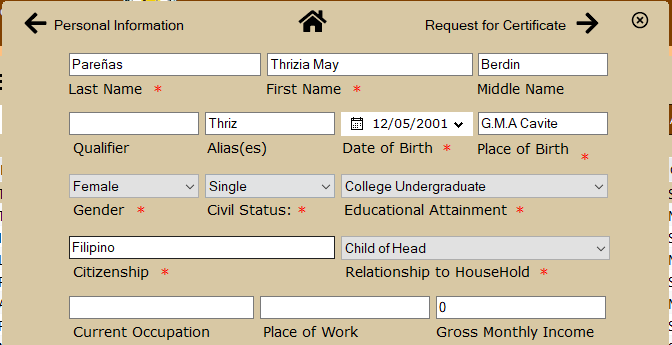 Personal Information Request for Certificate
Pareñas Thrizia May Berdin
Last Name * First Name * Middle Name
Thriz 12/05/2001 G.M.A Cavite
Qualifier Alias(es) Date of Birth * Place of Birth *
Female Single College Undergraduate
Gender * Civil Status: * Educational Attainment *
Filipino Child of Head
Citizenship * Relationship to HouseHold *
0
Current Occupation Place of Work Gross Monthly Income